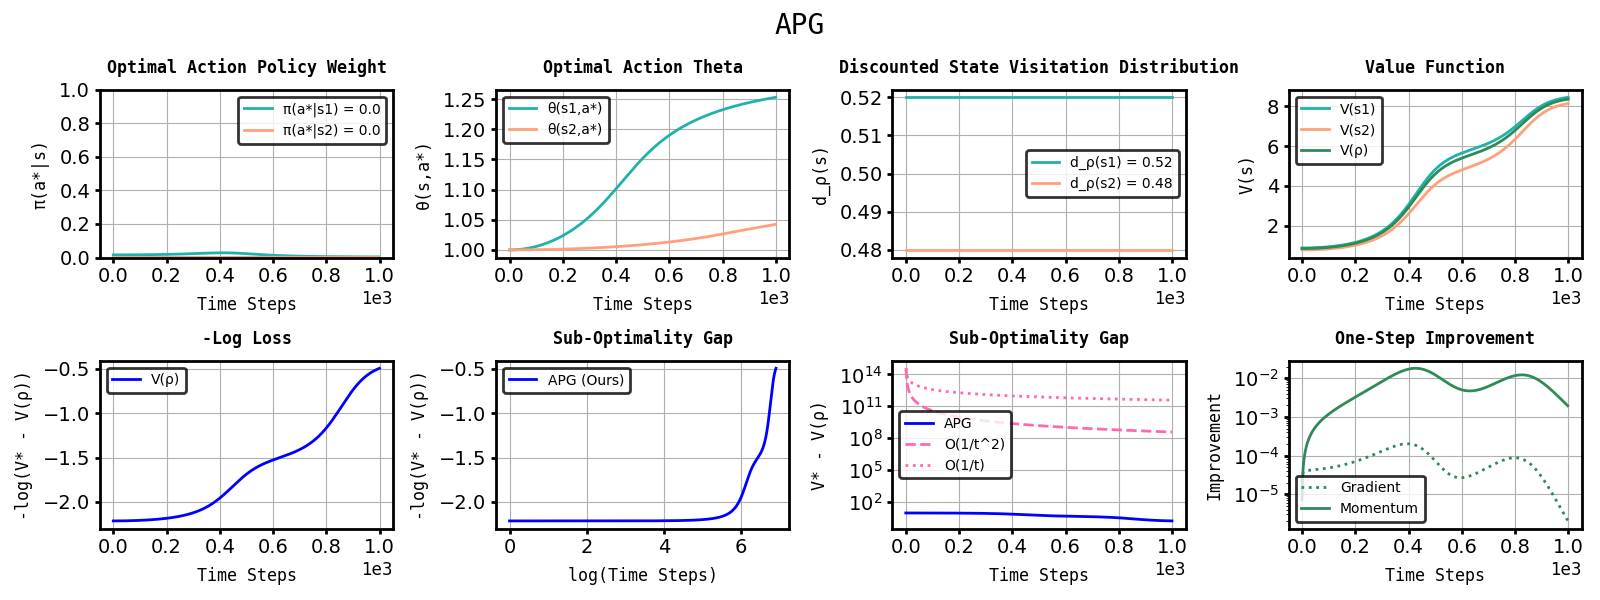 APG
Optimal Action Policy Weight
π(a*|s)
1.0
0.8
0.6
0.4
0.2
0.0
π(a*|s1) = 0.0
π(a*|s2) = 0.0
0.0 0.2 0.4 0.6 0.8 1.0
1e3
Time Steps
Optimal Action Theta
θ(s,a*)
1.25
1.20
1.15
1.10
1.05
1.00
θ(s1,a*)
θ(s2,a*)
0.0 0.2 0.4 0.6 0.8 1.0
1e3
Time Steps
Discounted State Visitation Distribution
d_ρ(s)
0.52
0.51
0.50
0.49
0.48
d_ρ(s1) = 0.52
d_ρ(s2) = 0.48
0.0 0.2 0.4 0.6 0.8 1.0
1e3
Time Steps
Value Function
V(s)
8
6
4
2
V(s1)
V(s2)
V(ρ)
0.0 0.2 0.4 0.6 0.8 1.0
1e3
Time Steps
-Log Loss
-log(V* - V(ρ))
−0.5
−1.0
−1.5
−2.0
V(ρ)
0.0 0.2 0.4 0.6 0.8 1.0
1e3
Time Steps
Sub-Optimality Gap
-log(V* - V(ρ))
−0.5
−1.0
−1.5
−2.0
APG (Ours)
0 2 4 6
log(Time Steps)
Sub-Optimality Gap
V* - V(ρ)
10^14
10^11
10^8
10^5
10^2
APG
O(1/t^2)
O(1/t)
0.0 0.2 0.4 0.6 0.8 1.0
1e3
Time Steps
One-Step Improvement
Improvement
10^−2
10^−3
10^−4
10^−5
Gradient
Momentum
0.0 0.2 0.4 0.6 0.8 1.0
1e3
Time Steps